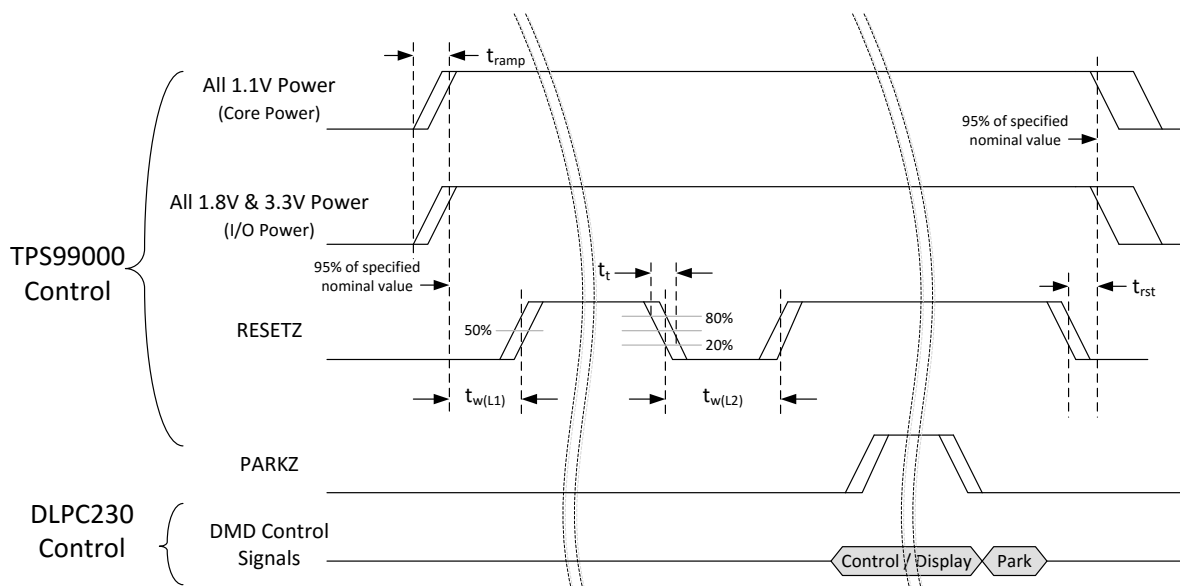 t_ramp
All 1.1V Power
(Core Power)
95% of specified
nominal value
All 1.8V & 3.3V Power
(I/O Power)
TPS99000
Control
95% of specified
nominal value
t_t
t_rst
RESETZ
50%
80%
20%
t_w(L1)
t_w(L2)
PARKZ
DLPC230
Control
DMD Control
Signals
Control / Display
Park